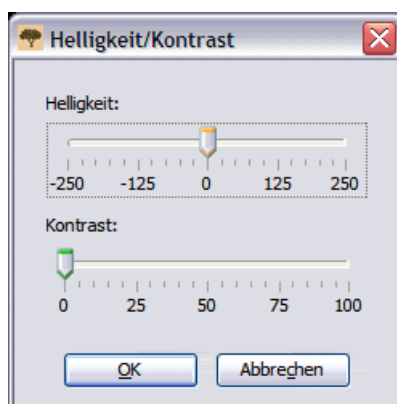 Helligkeit/Kontrast
Helligkeit:
-250 -125 0 125 250
Kontrast:
0 25 50 75 100
OK Abbrechen